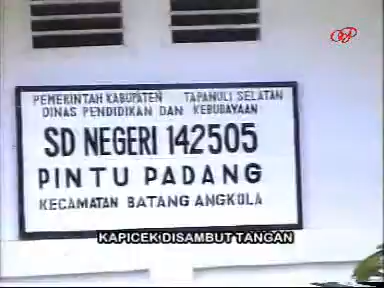 PEMERINTAH KABUPATEN TAPANULI SELATAN
DINAS PENDIDIKAN DAN KEBUDAYAAN
SD NEGERI 142505
PINTU PADANG
KECAMATAN BATANG ANGKOLA
KAPICEK DISAMBUT TANGAN